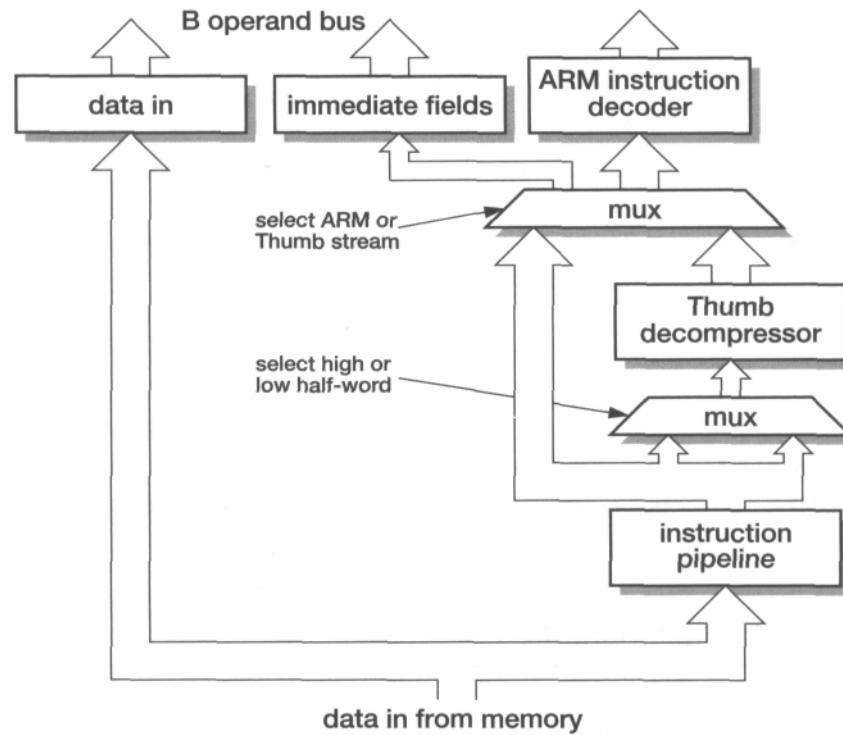 B operand bus
data in
immediate fields
ARM instruction
decoder
mux
select ARM or
Thumb stream
Thumb
decompressor
select high or
low half-word
mux
instruction
pipeline
data in from memory